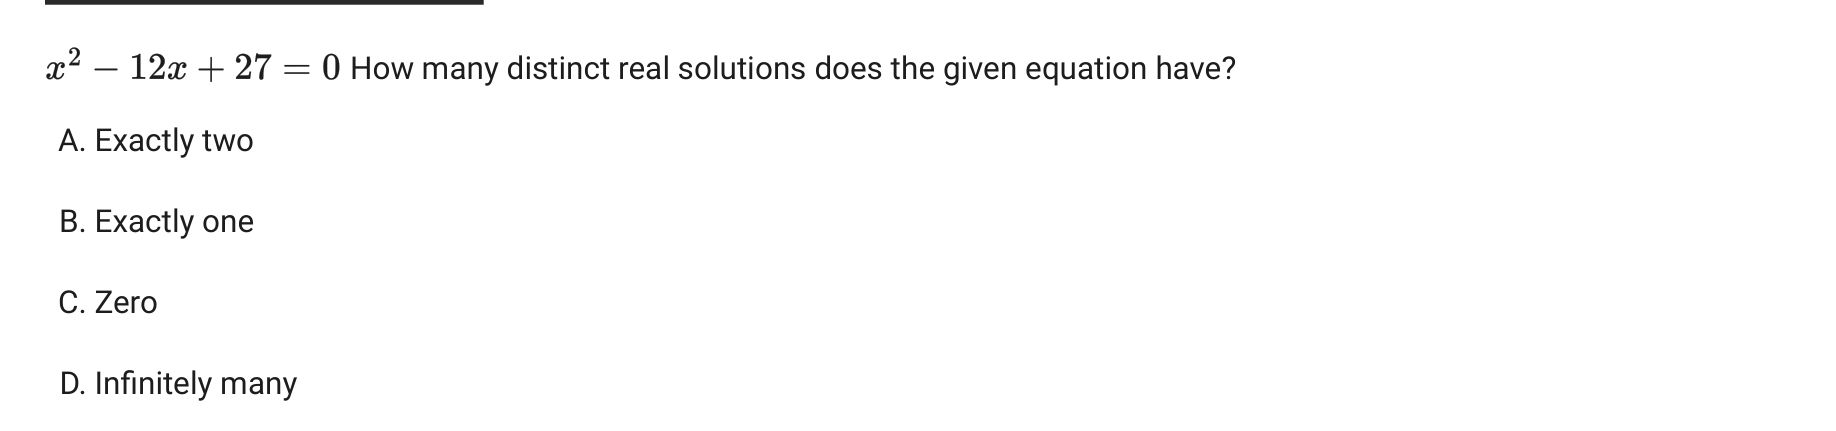 x² − 12x + 27 = 0 How many distinct real solutions does the given equation have?
A. Exactly two
B. Exactly one
C. Zero
D. Infinitely many